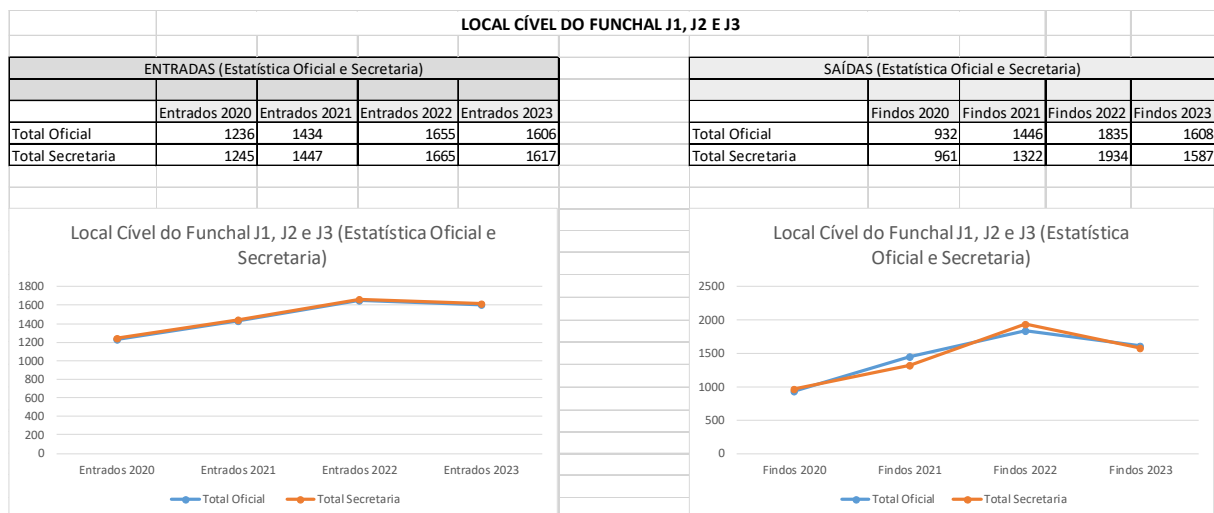 LOCAL CÍVEL DO FUNCHAL J1, J2 E J3
ENTRADAS (Estatística Oficial e Secretaria)
Entrados 2020 Entrados 2021 Entrados 2022 Entrados 2023
Total Oficial 1236 1434 1655 1606
Total Secretaria 1245 1447 1665 1617
SAÍDAS (Estatística Oficial e Secretaria)
Findos 2020 Findos 2021 Findos 2022 Findos 2023
Total Oficial 932 1446 1835 1608
Total Secretaria 961 1322 1934 1587
Local Cível do Funchal J1, J2 e J3 (Estatística Oficial e
Secretaria)
1800
1600
1400
1200
1000
800
600
400
200
0
Entrados 2020 Entrados 2021 Entrados 2022 Entrados 2023
Total Oficial Total Secretaria
Local Cível do Funchal J1, J2 e J3 (Estatística
Oficial e Secretaria)
2500
2000
1500
1000
500
0
Findos 2020 Findos 2021 Findos 2022 Findos 2023
Total Oficial Total Secretaria